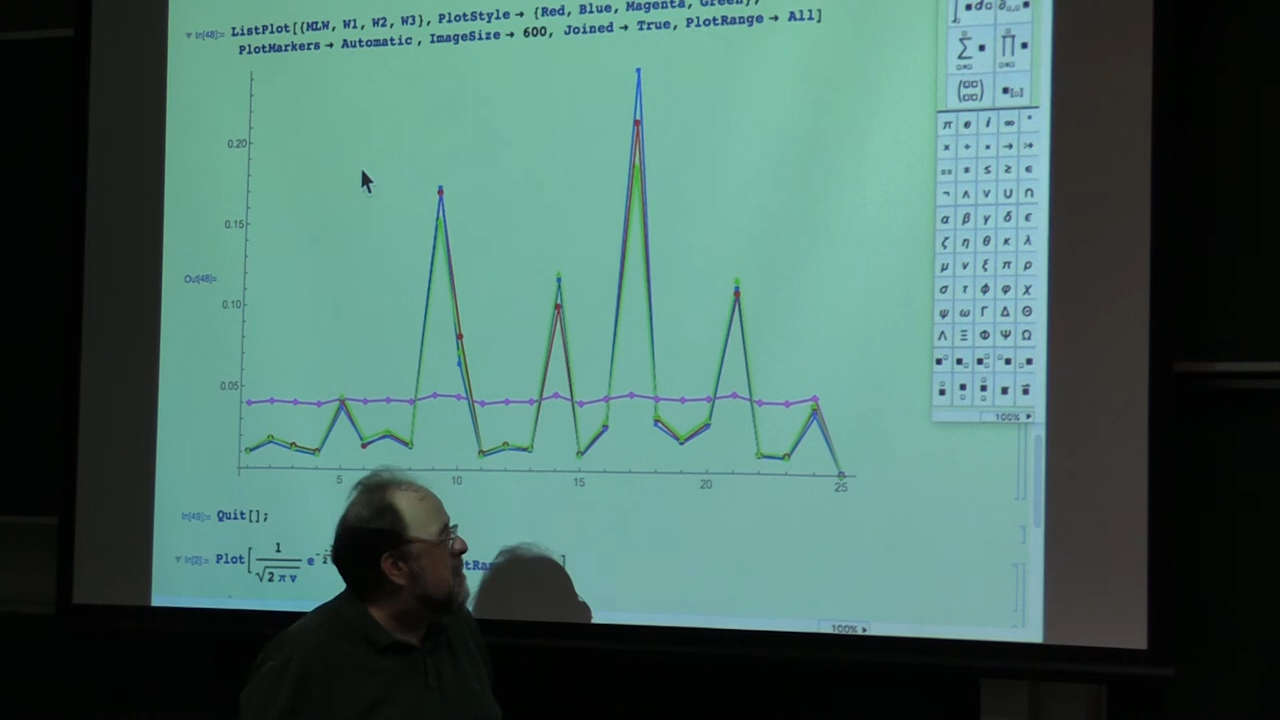 In[48]:= ListPlot[{MLW, W1, W2, W3}, PlotStyle → {Red, Blue, Magenta, Green},
PlotMarkers → Automatic, ImageSize → 600, Joined → True, PlotRange → All]
0.20
0.15
Out[48]=
0.10
0.05
5 10 15 20 25
In[49]:= Quit[];
In[2]:= Plot[ 1 / √2 π v e
100%
π e i ∞ °
× ÷ × → :→
== ≠ ≤ ≥ ∈
¬ ∧ ∨ ∪ ∩
α β γ δ ε
ζ η θ κ λ
μ ν ξ π ρ
σ τ ϕ φ χ
ψ ω Γ Δ Θ
Λ Ξ Φ Ψ Ω
100%